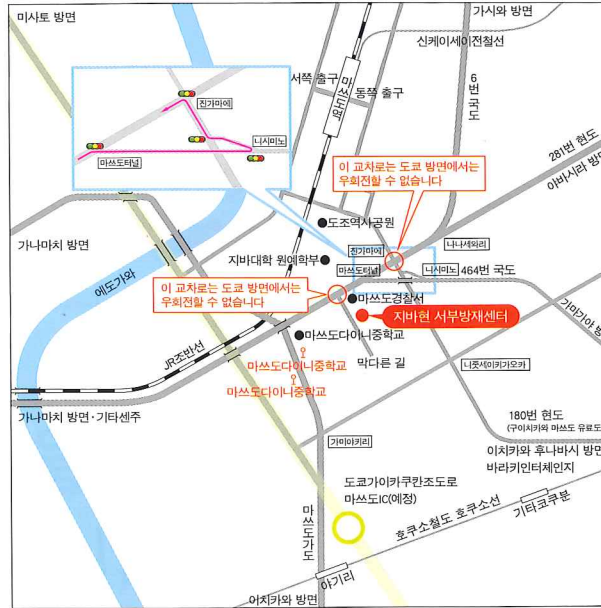 미사토 방면
가시와 방면
신케이세이전철선
서쪽 출구
마쓰도역
동쪽 출구
6번 국도
진가마에
니시미노
마쓰도터널
이 교차로는 도쿄 방면에서는
우회전할 수 없습니다
281번 현도
야바시라 방면
가나마치 방면
도조역사공원
나나세와리
진가마에
에도가와
지바대학 원예학부
마쓰도터널
니시미노
464번 국도
이 교차로는 도쿄 방면에서는
우회전할 수 없습니다
마쓰도경찰서
지바현 서부방재센터
가미가야 방
마쓰도다이니중학교
JR조반선
막다른 길
니줏세이키가오카
마쓰도다이니중학교
마쓰도다이니중학교
가나마치 방면·기타센주
180번 현도
(구이치카와 마쓰도 유료도
가미야키리
이치카와 후나바시 방면
바라키인터체인지
도쿄가이카쿠칸조도로
마쓰도IC(예정)
마쓰도가도
호쿠소철도 호쿠소선
기타코쿠분
야기리
이치카와 방면